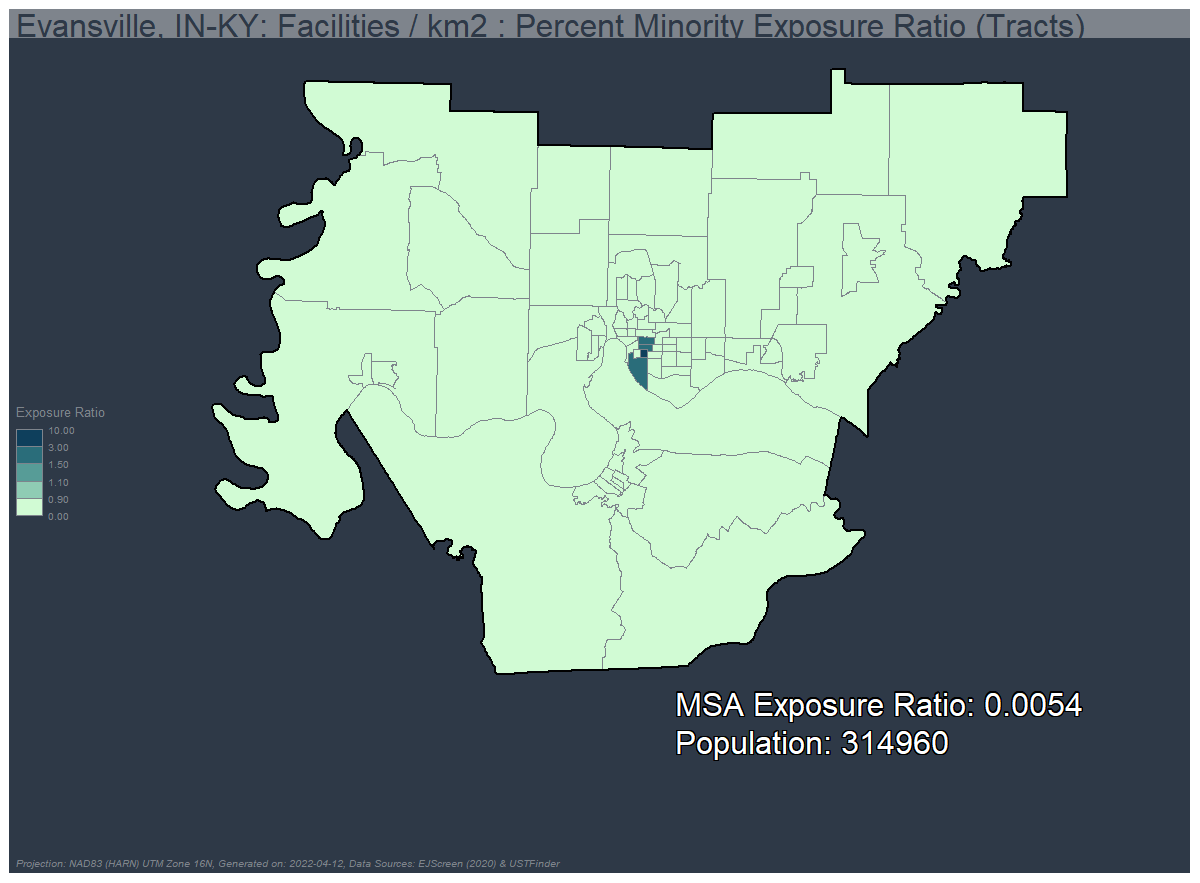 Evansville, IN-KY: Facilities / km2 : Percent Minority Exposure Ratio (Tracts)
Exposure Ratio
10.00
3.00
1.50
1.10
0.90
0.00
MSA Exposure Ratio: 0.0054
Population: 314960
Projection: NAD83 (HARN) UTM Zone 16N, Generated on: 2022-04-12, Data Sources: EJScreen (2020) & USTFinder